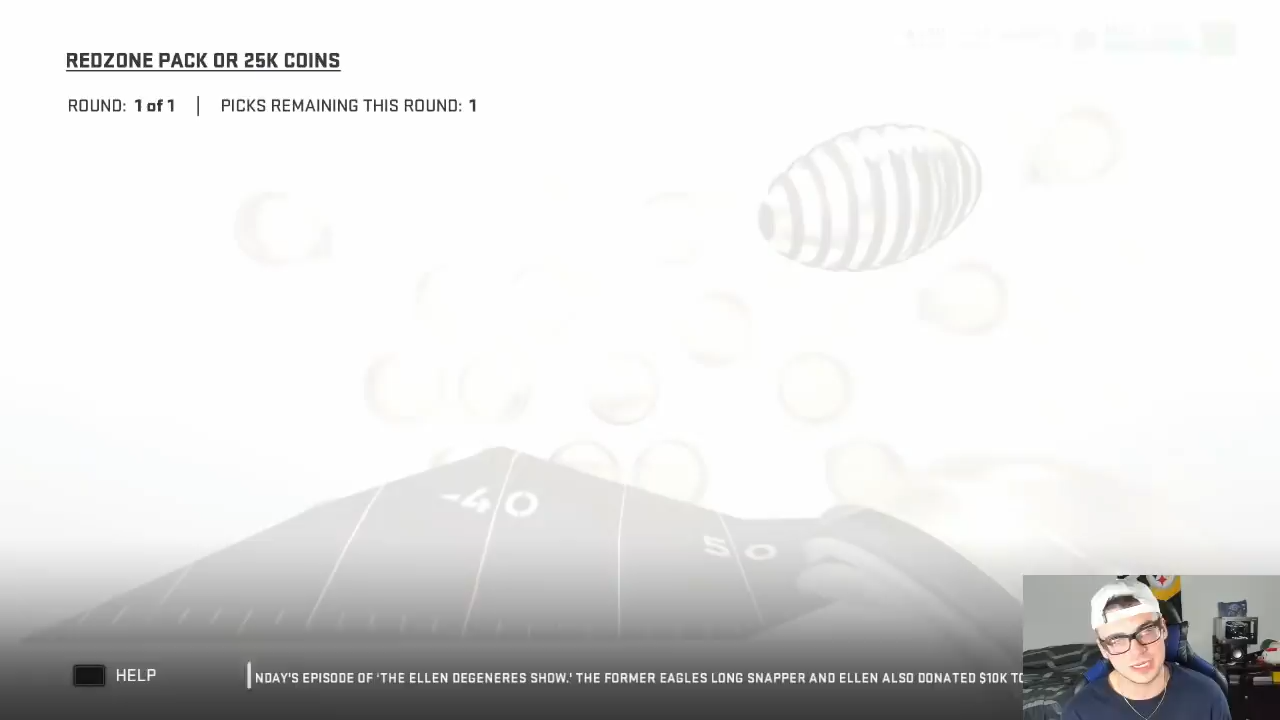 REDZONE PACK OR 25K COINS
ROUND: 1 of 1 | PICKS REMAINING THIS ROUND: 1
-40
50
HELP
NDAY'S EPISODE OF 'THE ELLEN DEGENERES SHOW.' THE FORMER EAGLES LONG SNAPPER AND ELLEN ALSO DONATED $10K TO